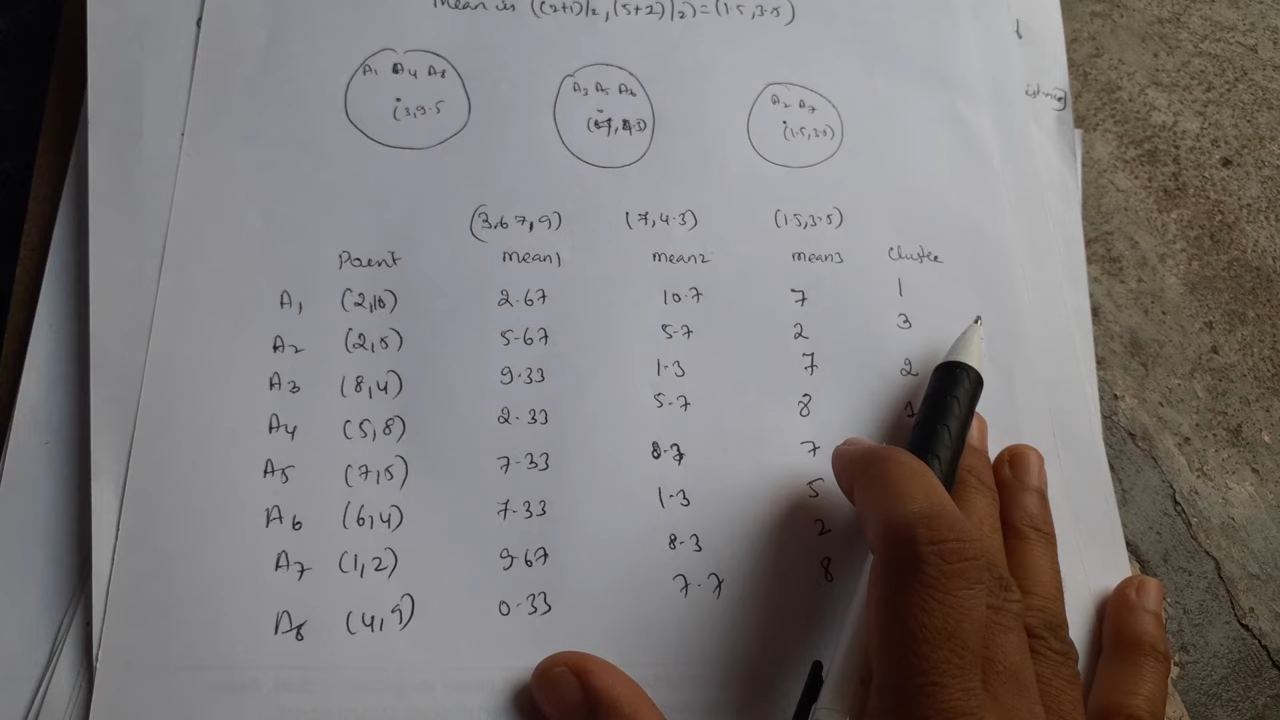 Mean is ((2+1)/2, (5+2)/2) = (1.5, 3.5)
A1 A4 A8
(3, 9.5
A3 A5 A6
4.3)
A2 A7
(1.5, 3.5)
(3.67, 9) (7, 4.3) (1.5, 3.5)
Point mean1 mean2 mean3 Cluster
A1 (2,10) 2.67 10.7 7 1
A2 (2,5) 5.67 5.7 2 3
A3 (8,4) 9.33 1.3 7 2
A4 (5,8) 2.33 5.7 8
A5 (7,5) 7.33 7
A6 (6,4) 7.33 1.3 5
A7 (1,2) 9.67 8.3 2
A8 (4,9) 0.33 7.7 8